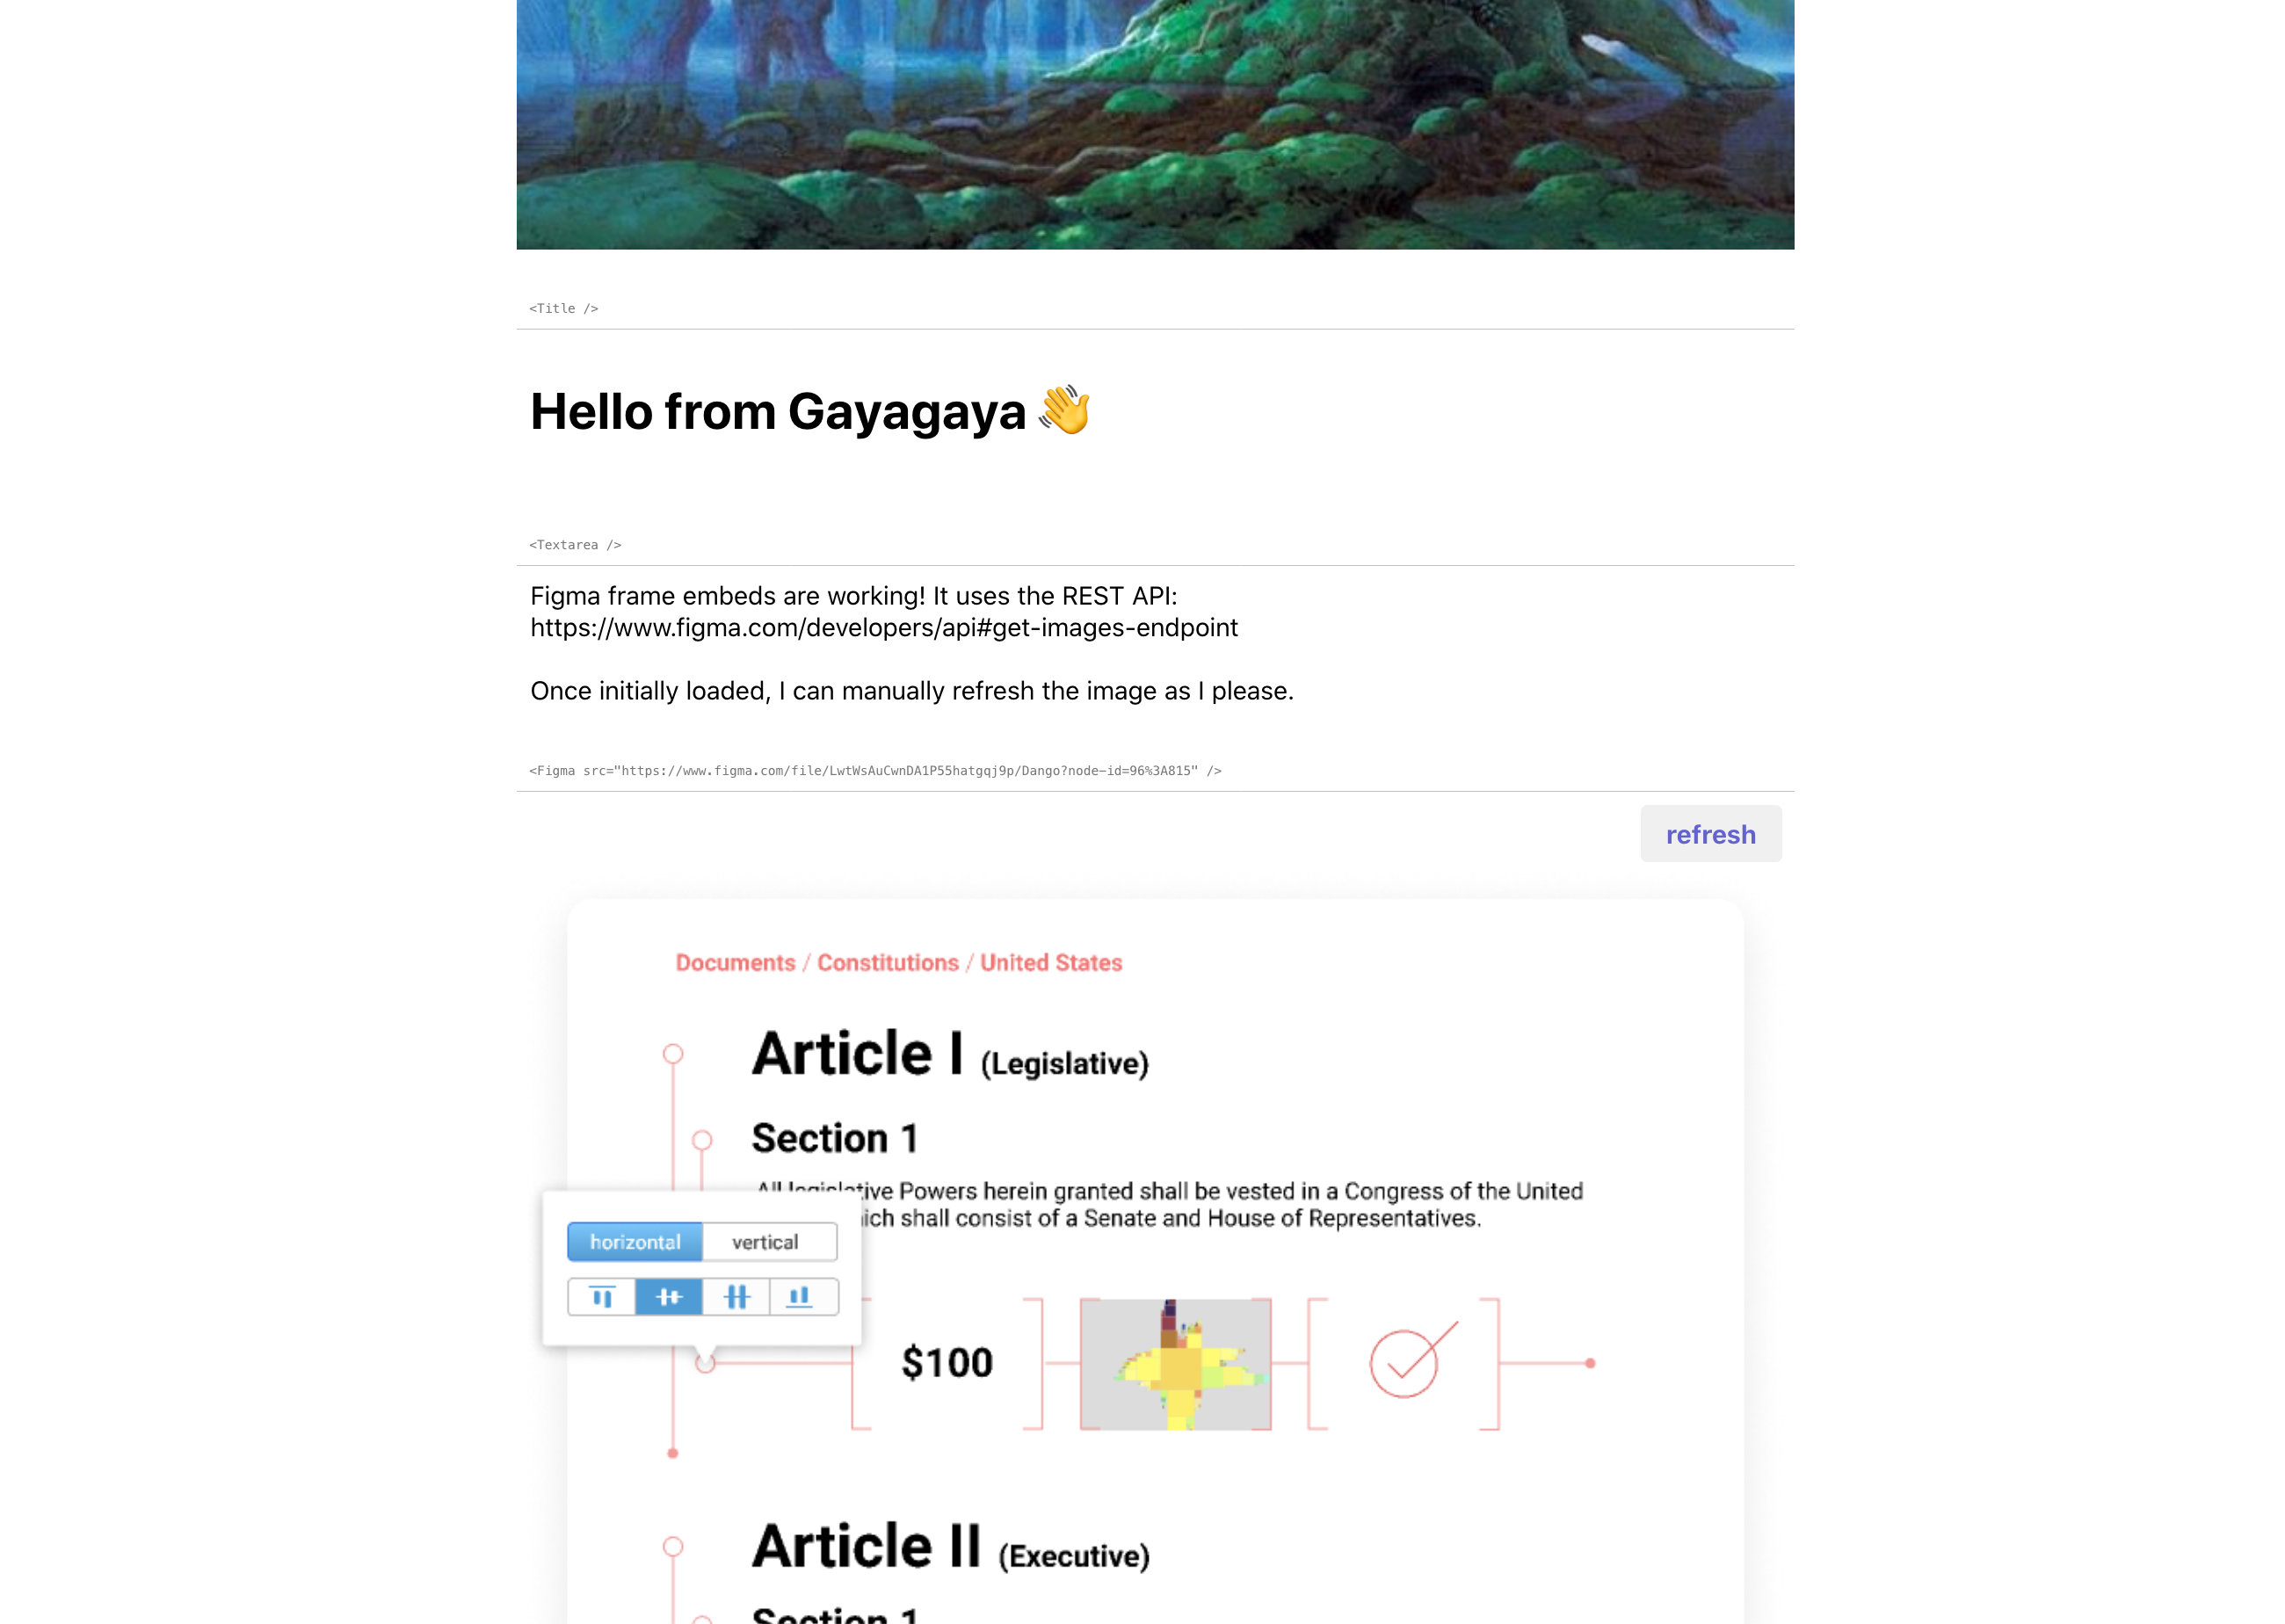 <Title />
Hello from Gayagaya 👋
<Textarea />
Figma frame embeds are working! It uses the REST API:
https://www.figma.com/developers/api#get-images-endpoint
Once initially loaded, I can manually refresh the image as I please.
<Figma src="https://www.figma.com/file/LwtWsAuCwnDA1P55hatgqj9p/Dango?node-id=96%3A815" />
refresh
Documents / Constitutions / United States
Article I (Legislative)
Section 1
All legislative Powers herein granted shall be vested in a Congress of the United
shall consist of a Senate and House of Representatives.
horizontal vertical
$100
Article II (Executive)
Section 1